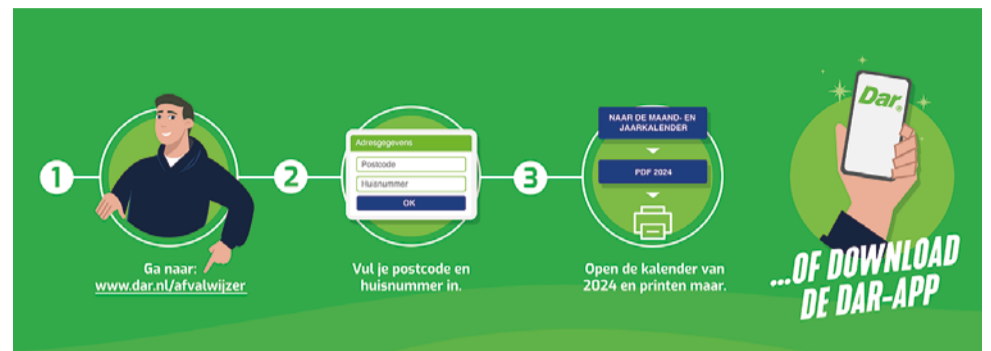 1
Ga naar:
www.dar.nl/afvalwijzer
2
Adresgegevens
Postcode
Huisnummer
OK
Vul je postcode en
huisnummer in.
3
NAAR DE MAAND- EN
JAARKALENDER
PDF 2024
Open de kalender van
2024 en printen maar.
Dar.
...OF DOWNLOAD
DE DAR-APP